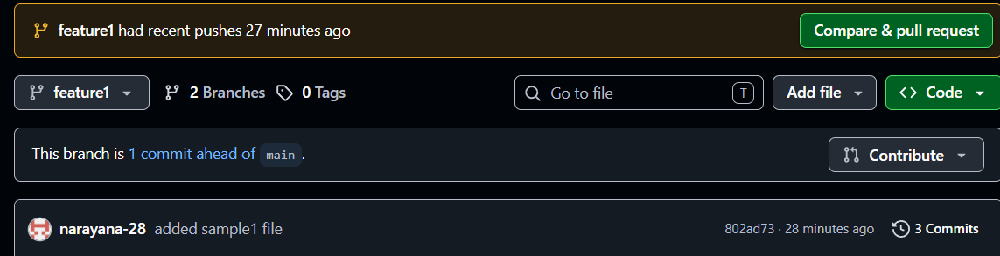 feature1 had recent pushes 27 minutes ago
Compare & pull request
feature1
2 Branches
0 Tags
Go to file
T
Add file
Code
This branch is 1 commit ahead of main.
Contribute
narayana-28 added sample1 file
802ad73 · 28 minutes ago
3 Commits